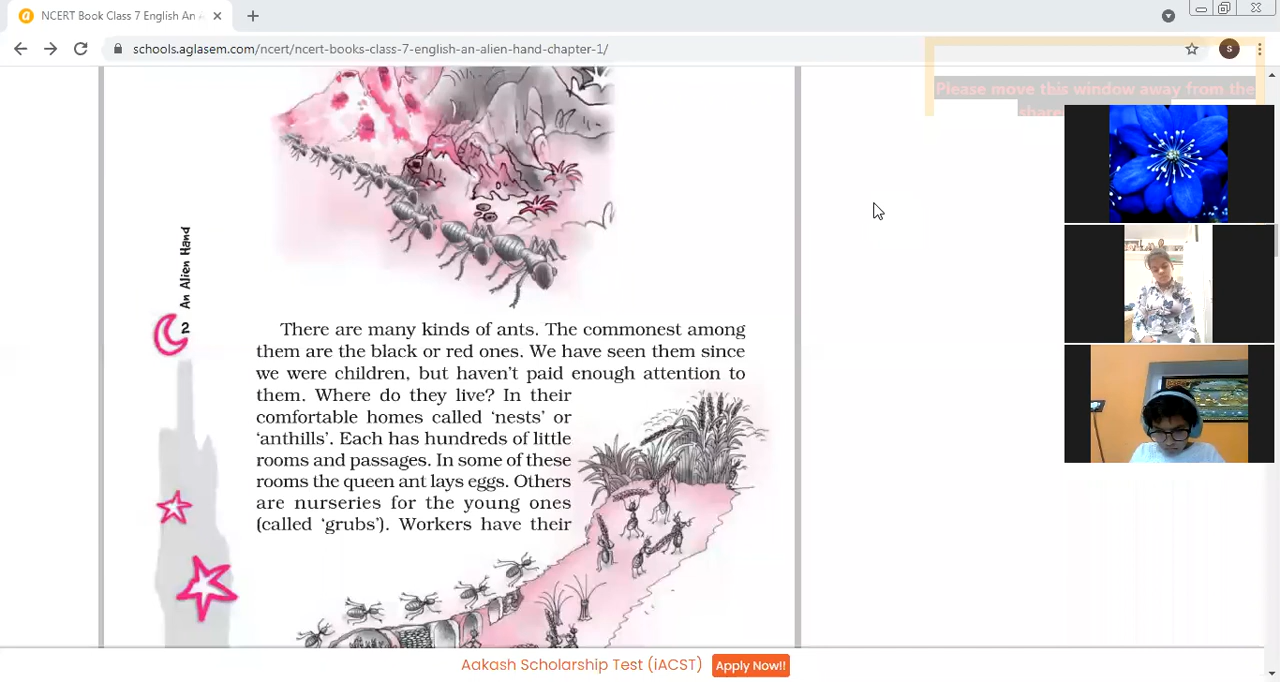 NCERT Book Class 7 English An
schools.aglasem.com/ncert/ncert-books-class-7-english-an-alien-hand-chapter-1/
S
Please move this window away from the
share
An Alien Hand
2
There are many kinds of ants. The commonest among
them are the black or red ones. We have seen them since
we were children, but haven't paid enough attention to
them. Where do they live? In their
comfortable homes called 'nests' or
'anthills'. Each has hundreds of little
rooms and passages. In some of these
rooms the queen ant lays eggs. Others
are nurseries for the young ones
(called 'grubs'). Workers have their
Aakash Scholarship Test (iACST)
Apply Now!!